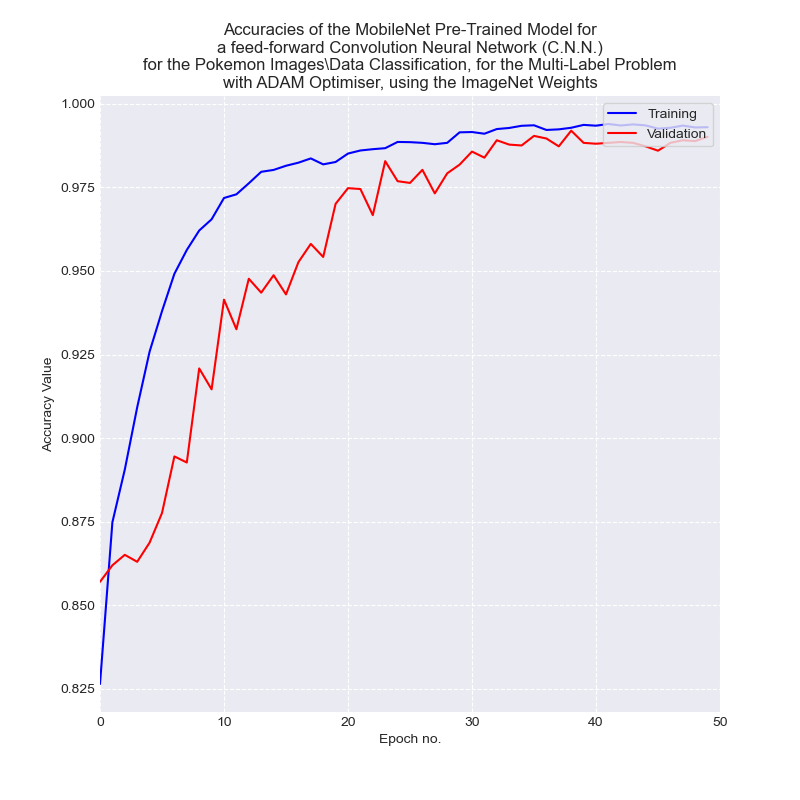 Accuracies of the MobileNet Pre-Trained Model for
a feed-forward Convolution Neural Network (C.N.N.)
for the Pokemon Images\Data Classification, for the Multi-Label Problem
with ADAM Optimiser, using the ImageNet Weights
Training
Validation
Accuracy Value
1.000
0.975
0.950
0.925
0.900
0.875
0.850
0.825
0 10 20 30 40 50
Epoch no.